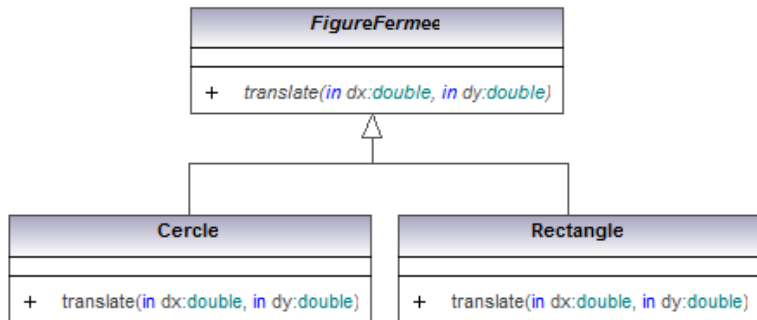 FigureFermee
+ translate(in dx:double, in dy:double)
Cercle
+ translate(in dx:double, in dy:double)
Rectangle
+ translate(in dx:double, in dy:double)